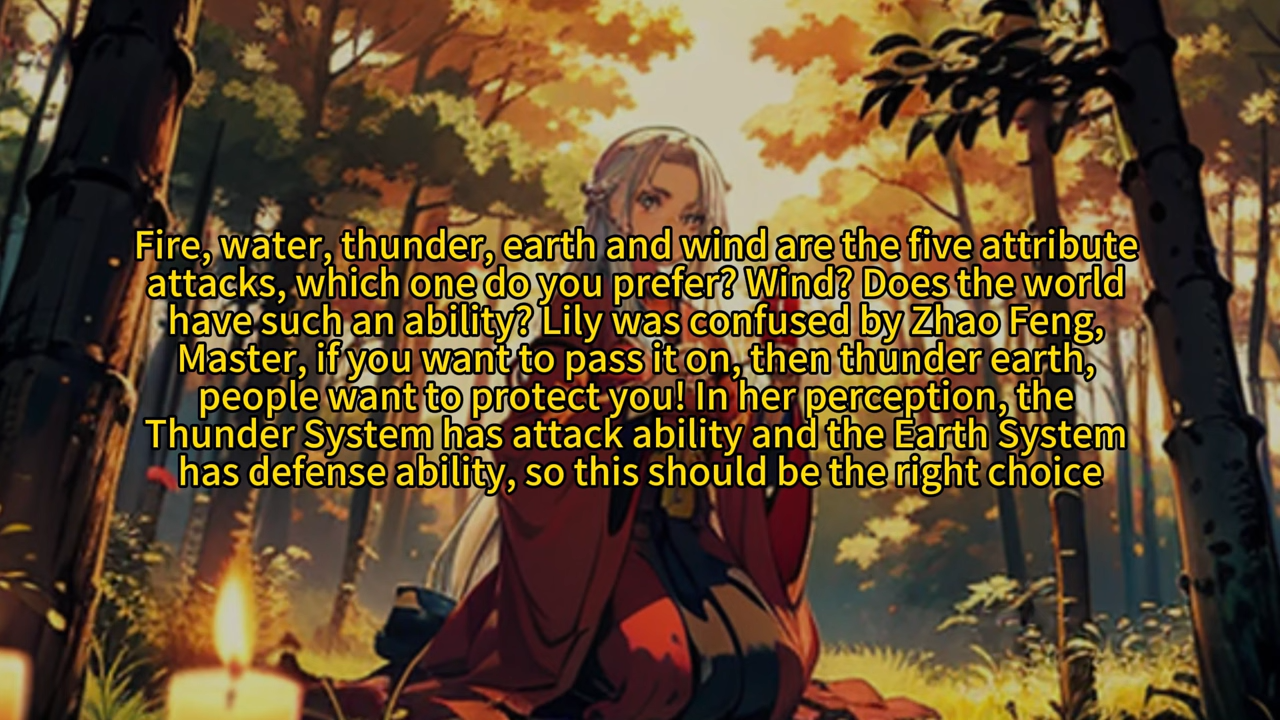 Fire, water, thunder, earth and wind are the five attribute
attacks, which one do you prefer? Wind? Does the world
have such an ability? Lily was confused by Zhao Feng,
Master, if you want to pass it on, then thunder earth,
people want to protect you! In her perception, the
Thunder System has attack ability and the Earth System
has defense ability, so this should be the right choice